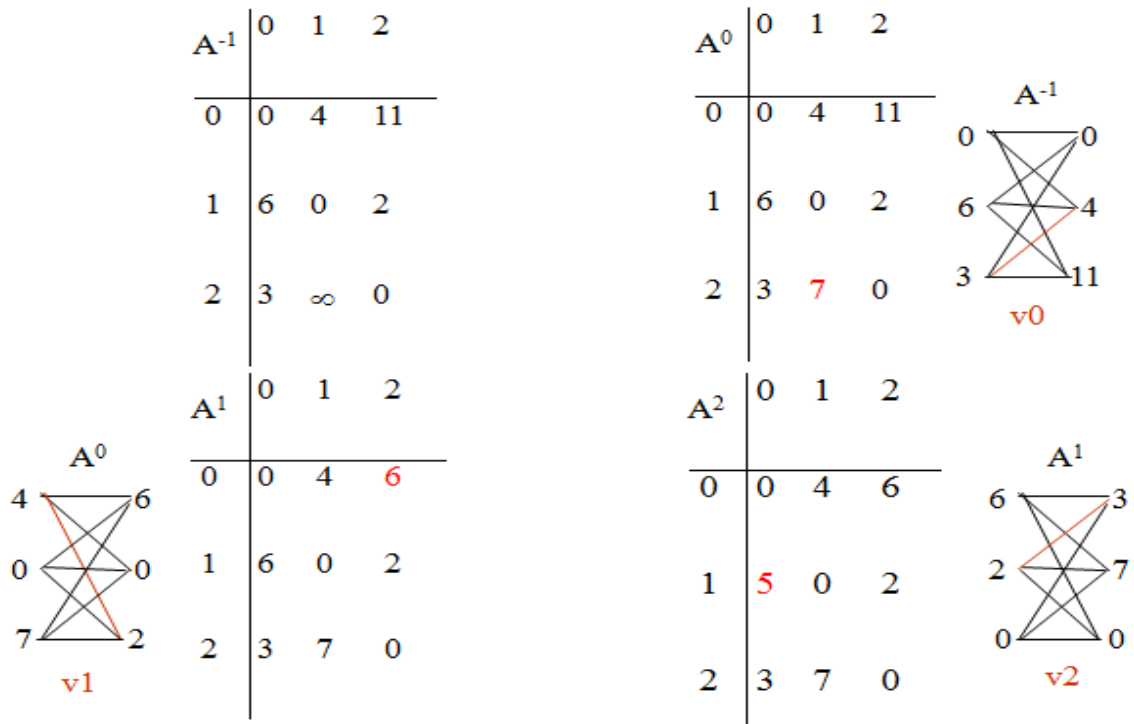 A⁻¹ 0 1 2
0 0 4 11
1 6 0 2
2 3 ∞ 0
A⁰ 0 1 2
0 0 4 11
1 6 0 2
2 3 7 0
A⁻¹
0 0
6 4
3 11
v0
A⁰
4 6
0 0
7 2
v1
A¹ 0 1 2
0 0 4 6
1 6 0 2
2 3 7 0
A² 0 1 2
0 0 4 6
1 5 0 2
2 3 7 0
A¹
6 3
2 7
0 0
v2